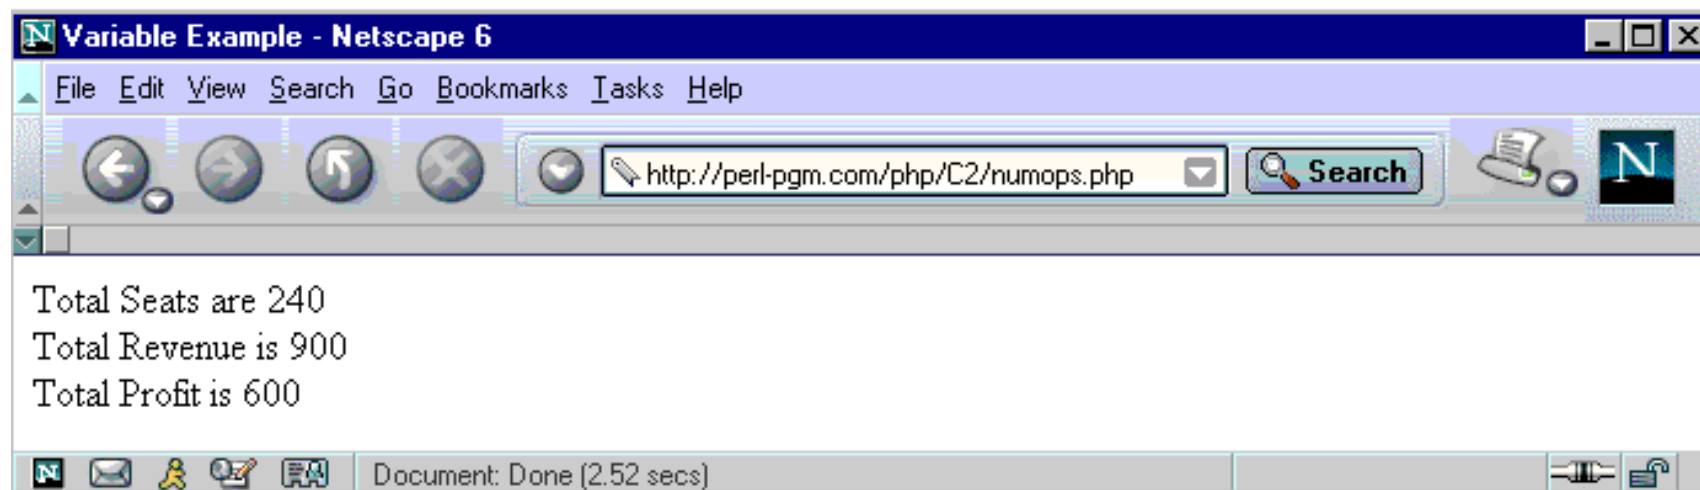 N Variable Example - Netscape 6
File Edit View Search Go Bookmarks Tasks Help
http://perl-pgm.com/php/C2/numops.php Search N
Total Seats are 240
Total Revenue is 900
Total Profit is 600
N Document: Done (2.52 secs)